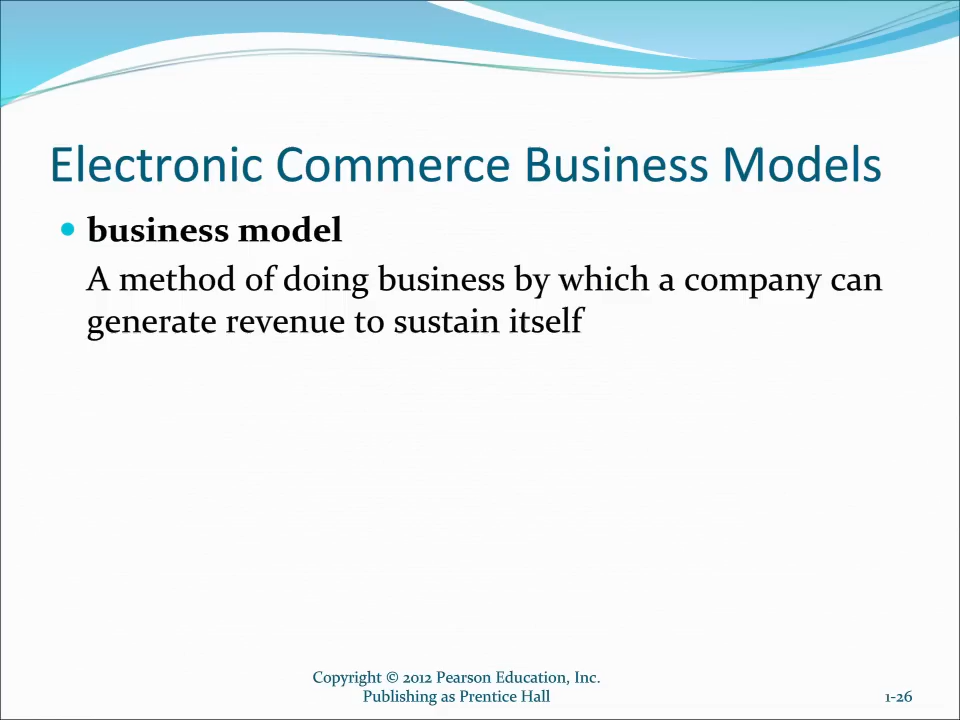 Electronic Commerce Business Models
• business model
A method of doing business by which a company can
generate revenue to sustain itself
Copyright © 2012 Pearson Education, Inc.
Publishing as Prentice Hall
1-26